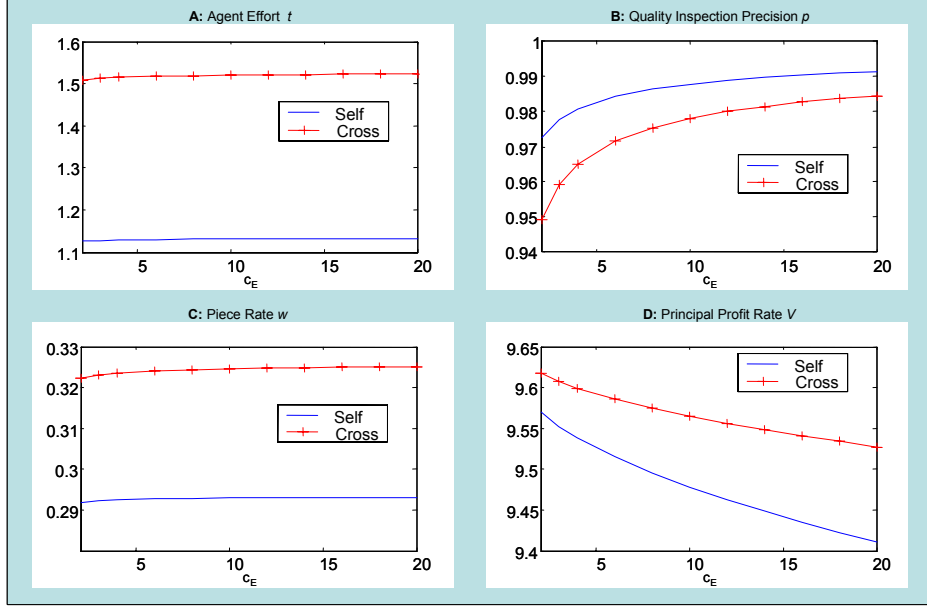 A: Agent Effort t
1.6
1.5
1.4
1.3
1.2
1.1
Self
Cross
5 10 15 20
cE
B: Quality Inspection Precision p
1
0.99
0.98
0.97
0.96
0.95
0.94
Self
Cross
5 10 15 20
cE
C: Piece Rate w
0.33
0.32
0.31
0.3
0.29
Self
Cross
5 10 15 20
cE
D: Principal Profit Rate V
9.65
9.6
9.55
9.5
9.45
9.4
Self
Cross
5 10 15 20
cE